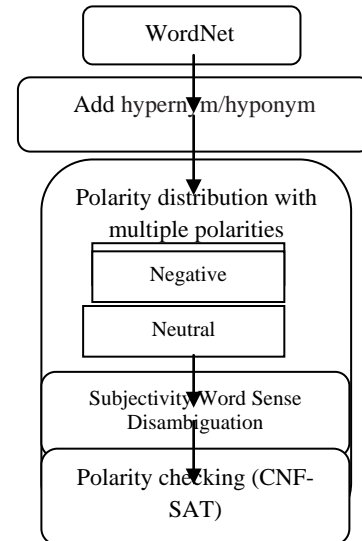 WordNet
Add hypernym/hyponym
Polarity distribution with
multiple polarities
Negative
Neutral
Subjectivity Word Sense
Disambiguation
Polarity checking (CNF-
SAT)